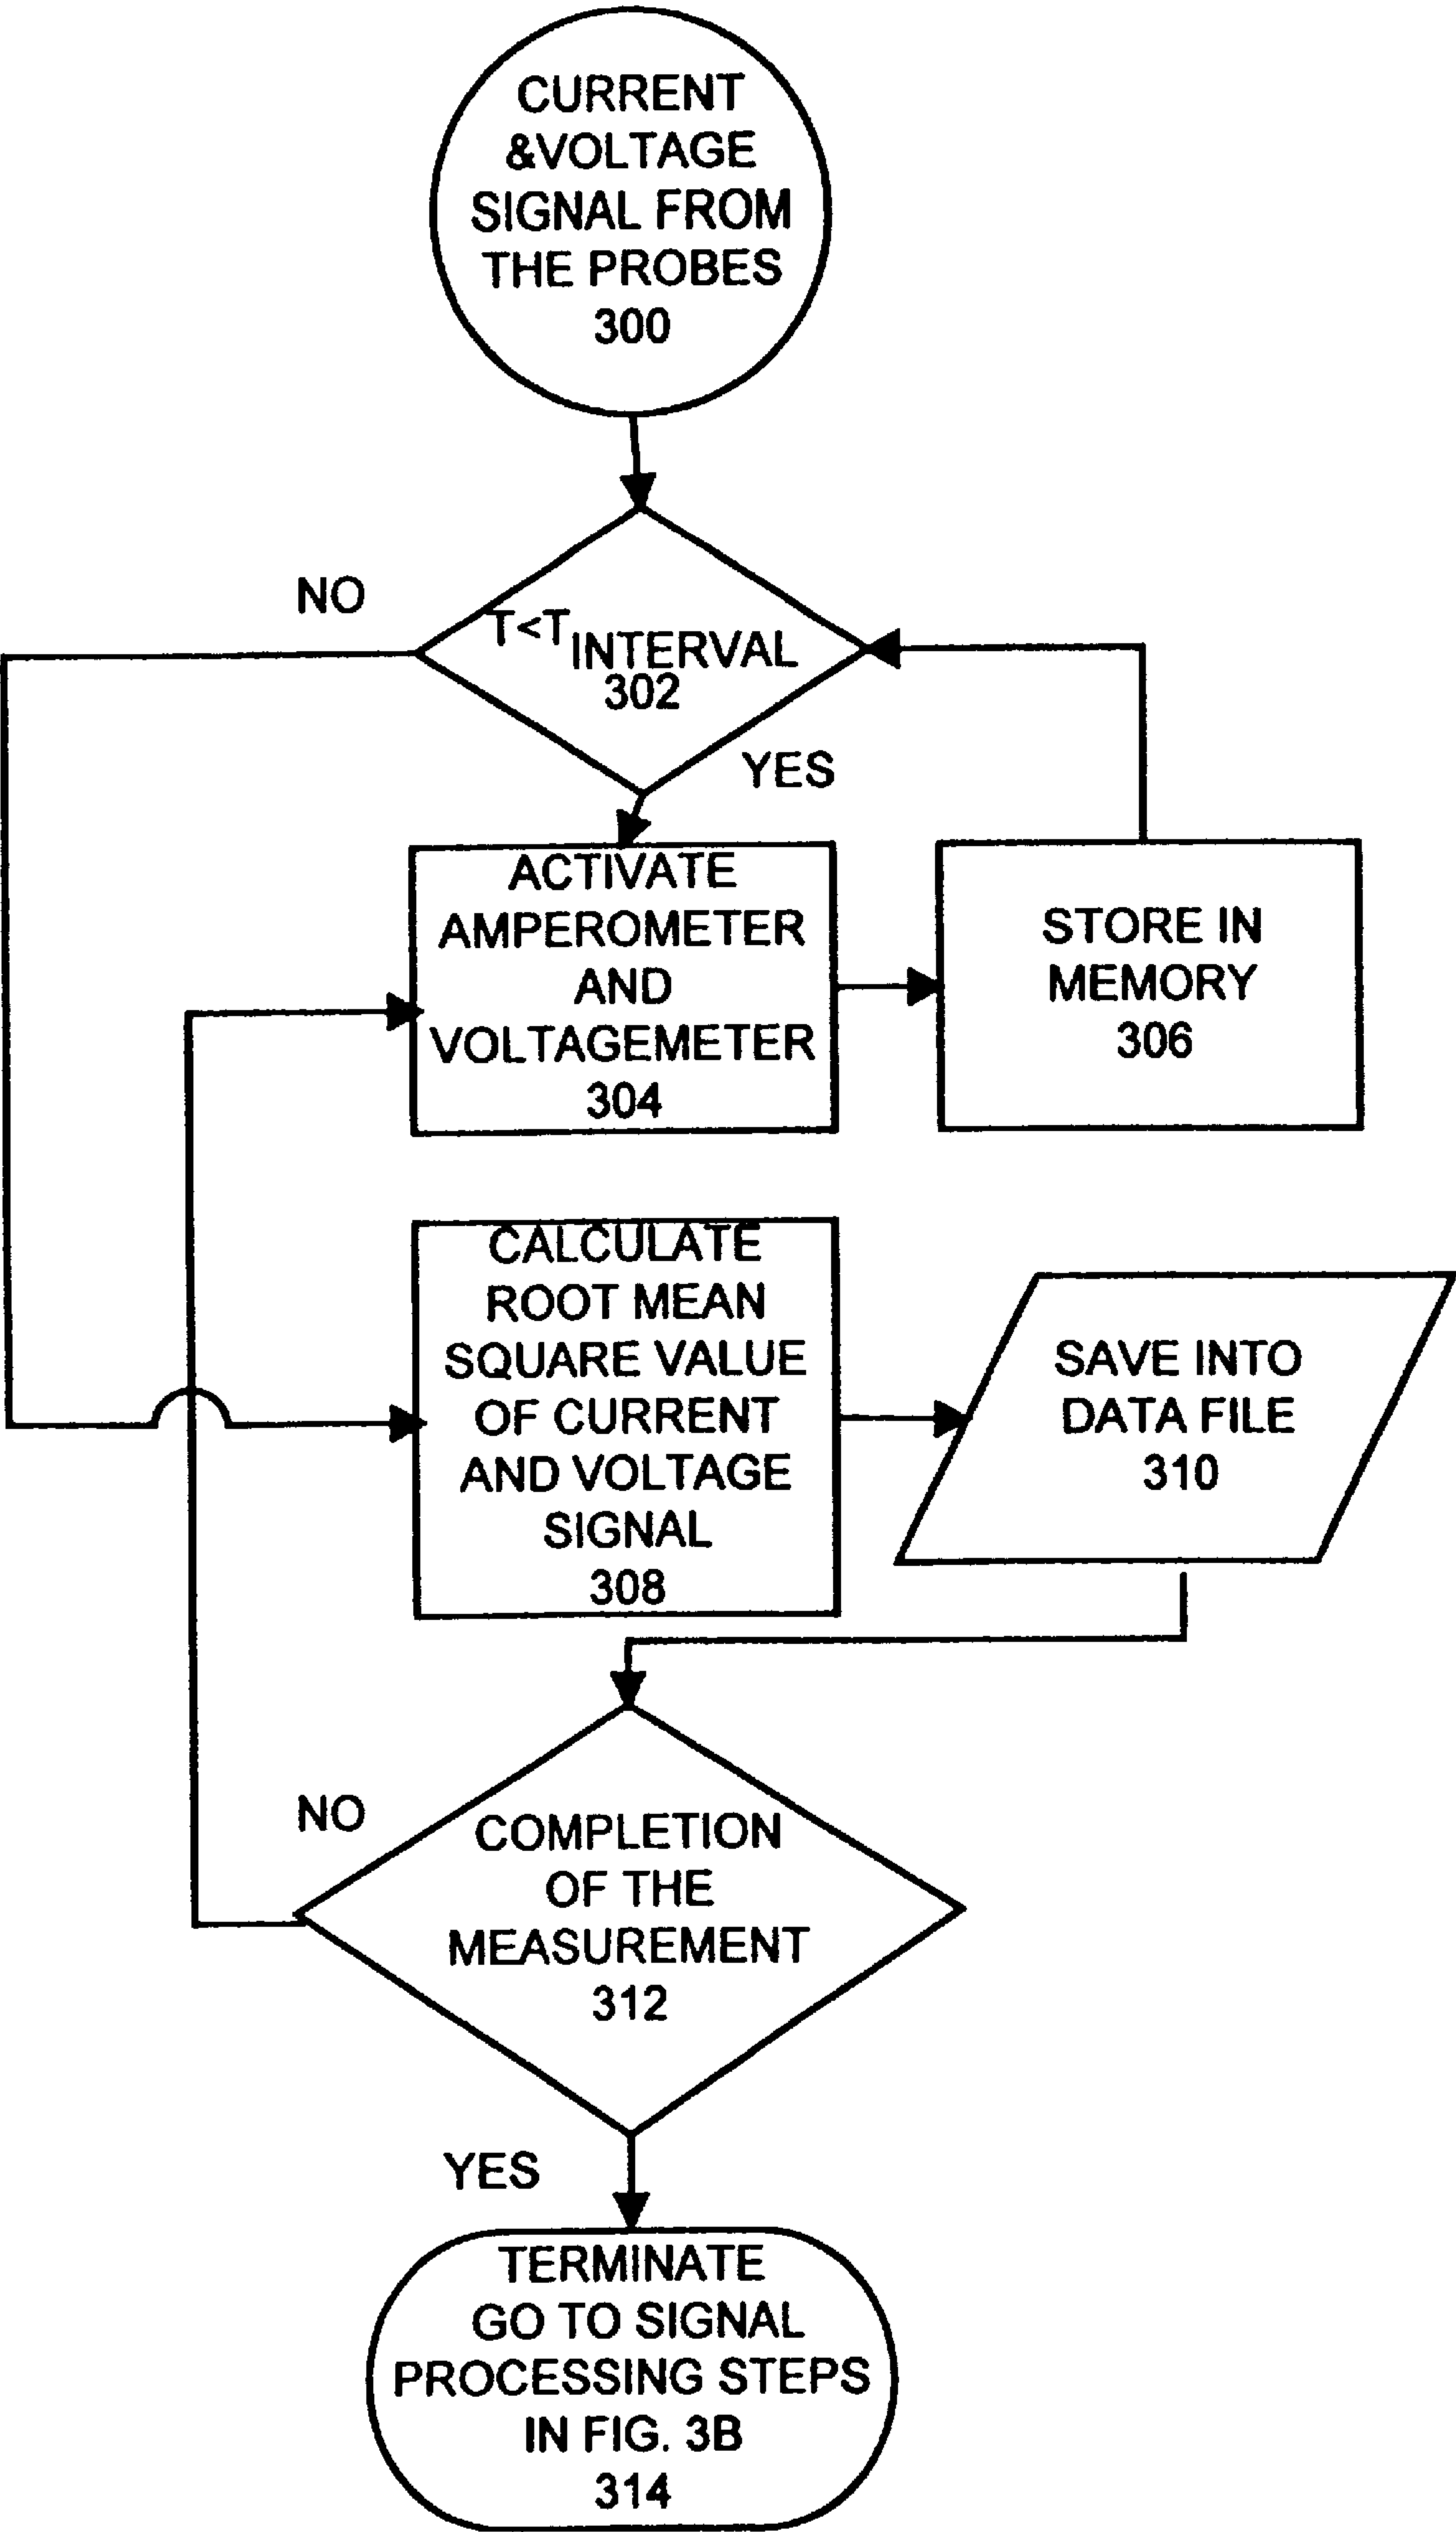 CURRENT
&VOLTAGE
SIGNAL FROM
THE PROBES
300
NO
T<T INTERVAL
302
YES
ACTIVATE
AMPEROMETER
AND
VOLTAGEMETER
304
STORE IN
MEMORY
306
CALCULATE
ROOT MEAN
SQUARE VALUE
OF CURRENT
AND VOLTAGE
SIGNAL
308
SAVE INTO
DATA FILE
310
NO
COMPLETION
OF THE
MEASUREMENT
312
YES
TERMINATE
GO TO SIGNAL
PROCESSING STEPS
IN FIG. 3B
314